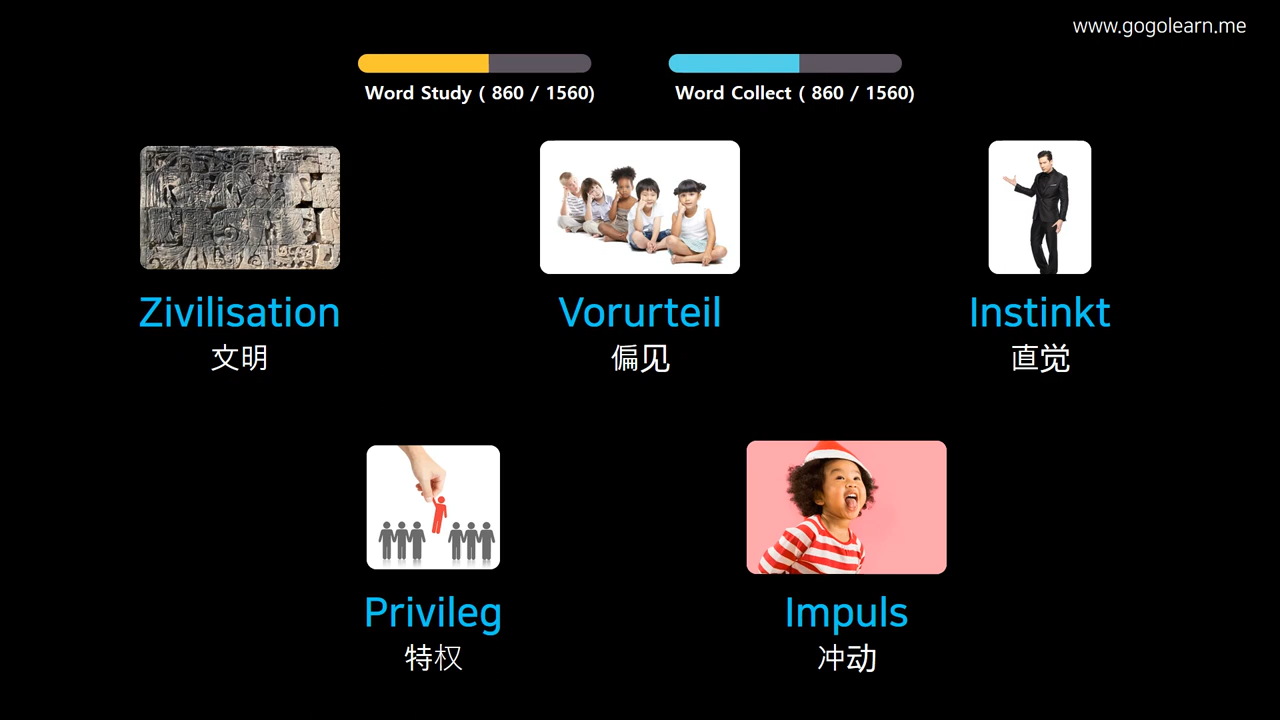 www.gogolearn.me
Word Study ( 860 / 1560)
Word Collect ( 860 / 1560)
Zivilisation
文明
Vorurteil
偏见
Instinkt
直觉
Privileg
特权
Impuls
冲动